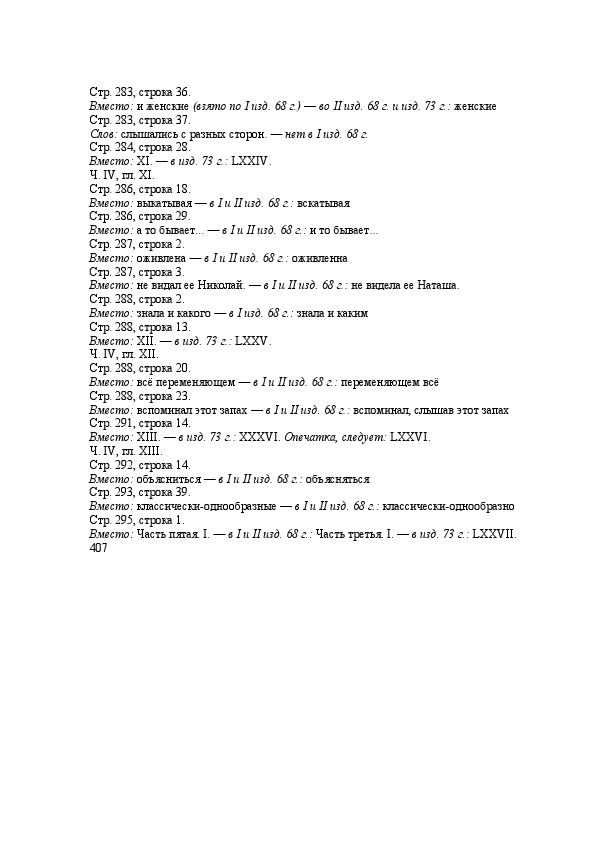 Стр. 283, строка 36.
Вместо: и женские (взято по I изд. 68 г.) — во II изд. 68 г. и изд. 73 г.: женские
Стр. 283, строка 37.
Слов: слышались с разных сторон. — нет в I изд. 68 г.
Стр. 284, строка 28.
Вместо: XI. — в изд. 73 г.: LXXIV.
Ч. IV, гл. XI.
Стр. 286, строка 18.
Вместо: выкатывая — в I и II изд. 68 г.: вскатывая
Стр. 286, строка 29.
Вместо: а то бывает... — в I и II изд. 68 г.: и то бывает...
Стр. 287, строка 2.
Вместо: оживлена — в I и II изд. 68 г.: оживленна
Стр. 287, строка 3.
Вместо: не видал ее Николай. — в I и II изд. 68 г.: не видела ее Наташа.
Стр. 288, строка 2.
Вместо: знала и какого — в I изд. 68 г.: знала и каким
Стр. 288, строка 13.
Вместо: XII. — в изд. 73 г.: LXXV.
Ч. IV, гл. XII.
Стр. 288, строка 20.
Вместо: всё переменяющем — в I и II изд. 68 г.: переменяющем всё
Стр. 288, строка 23.
Вместо: вспоминал этот запах — в I и II изд. 68 г.: вспоминал, слышав этот запах
Стр. 291, строка 14.
Вместо: XIII. — в изд. 73 г.: XXXVI. Опечатка, следует: LXXVI.
Ч. IV, гл. XIII.
Стр. 292, строка 14.
Вместо: объясниться — в I и II изд. 68 г.: объясняться
Стр. 293, строка 39.
Вместо: классически-однообразные — в I и II изд. 68 г.: классически-однообразно
Стр. 295, строка 1.
Вместо: Часть пятая. I. — в I и II изд. 68 г.: Часть третья. I. — в изд. 73 г.: LXXVII.
407